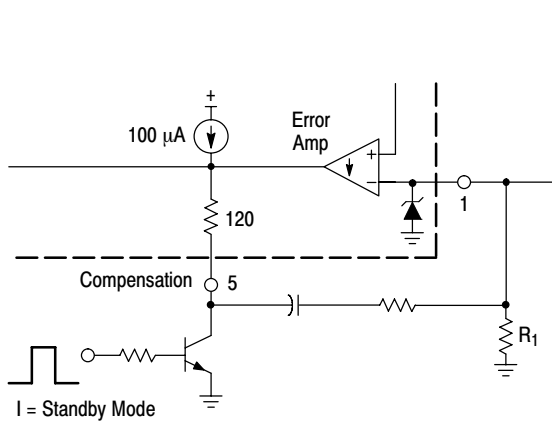 +
100 μA
Error
Amp
+
−
1
120
Compensation
5
R1
I = Standby Mode